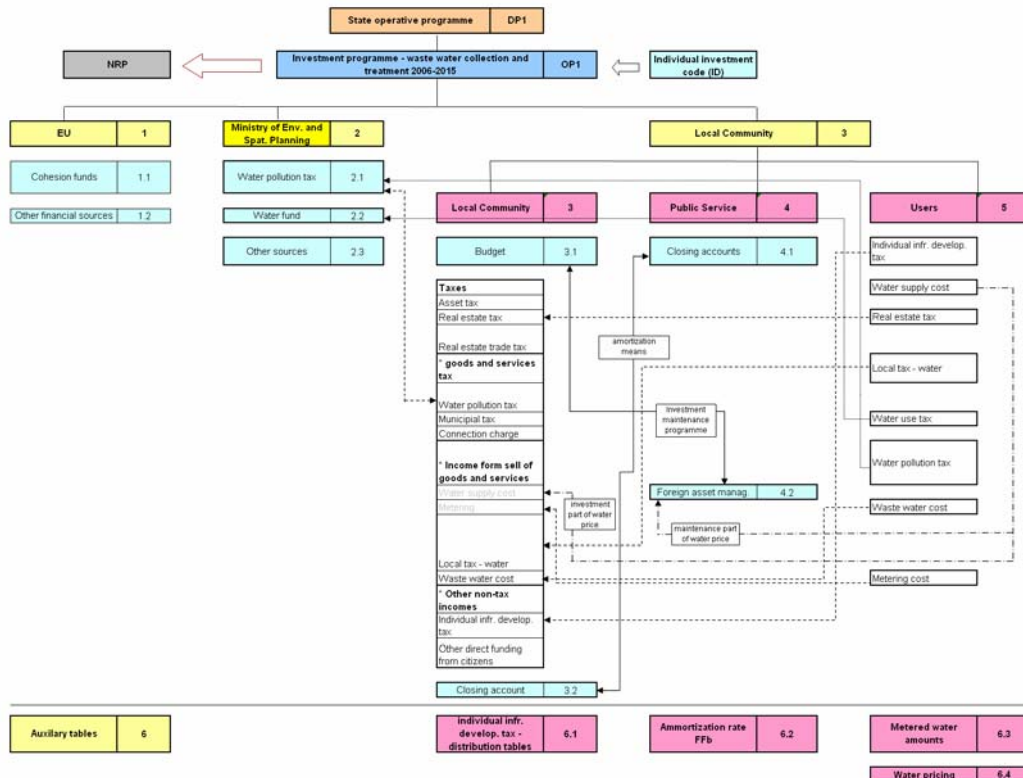 State operative programme DP1
NRP
Investment programme - waste water collection and
treatment 2006-2015
OP1
Individual investment
code (ID)
EU 1
Ministry of Env. and
Spat. Planning
2
Local Community 3
Cohesion funds 1.1
Water pollution tax 2.1
Local Community 3
Public Service 4
Users 5
Other financial sources 1.2
Water fund 2.2
Other sources 2.3
Budget 3.1
Closing accounts 4.1
Individual infr. develop.
tax
Water supply cost
Real estate tax
Local tax - water
Water use tax
Water pollution tax
Waste water cost
Metering cost
Taxes
Asset tax
Real estate tax
Real estate trade tax
* goods and services
tax
Water pollution tax
Municipal tax
Connection charge
* Income form sell of
goods and services
Water supply cost
Metering
Local tax - water
Waste water cost
* Other non-tax
incomes
Individual infr. develop.
tax
Other direct funding
from citizens
Closing account 3.2
amortization
means
Investment
maintenance
programme
Foreign asset manag. 4.2
investment
part of water
price
maintenance part
of water price
Auxilary tables 6
individual infr.
develop. tax -
distribution tables
6.1
Ammortization rate
FFb
6.2
Metered water
amounts
6.3
Water pricing 6.4